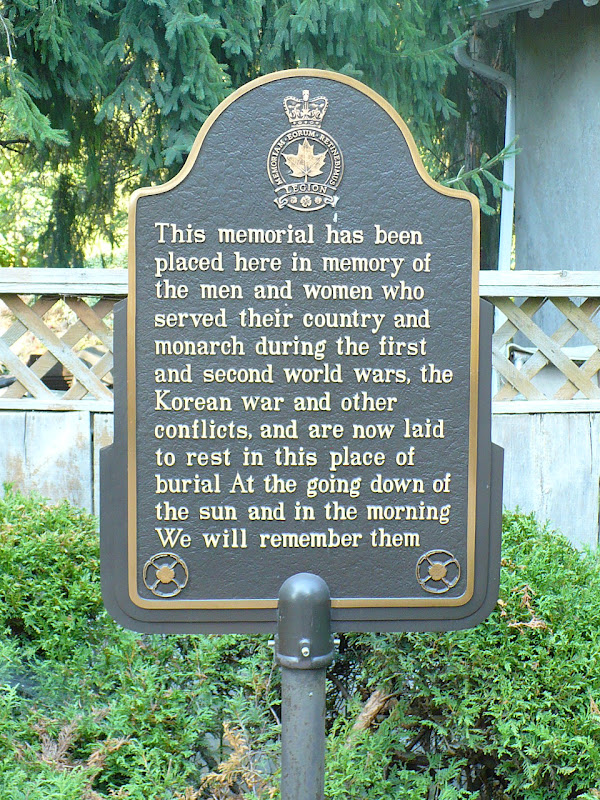 MEMORIAM·EORUM·RETINEBIMUS
LEGION
This memorial has been
placed here in memory of
the men and women who
served their country and
monarch during the first
and second world wars, the
Korean war and other
conflicts, and are now laid
to rest in this place of
burial At the going down of
the sun and in the morning
We will remember them